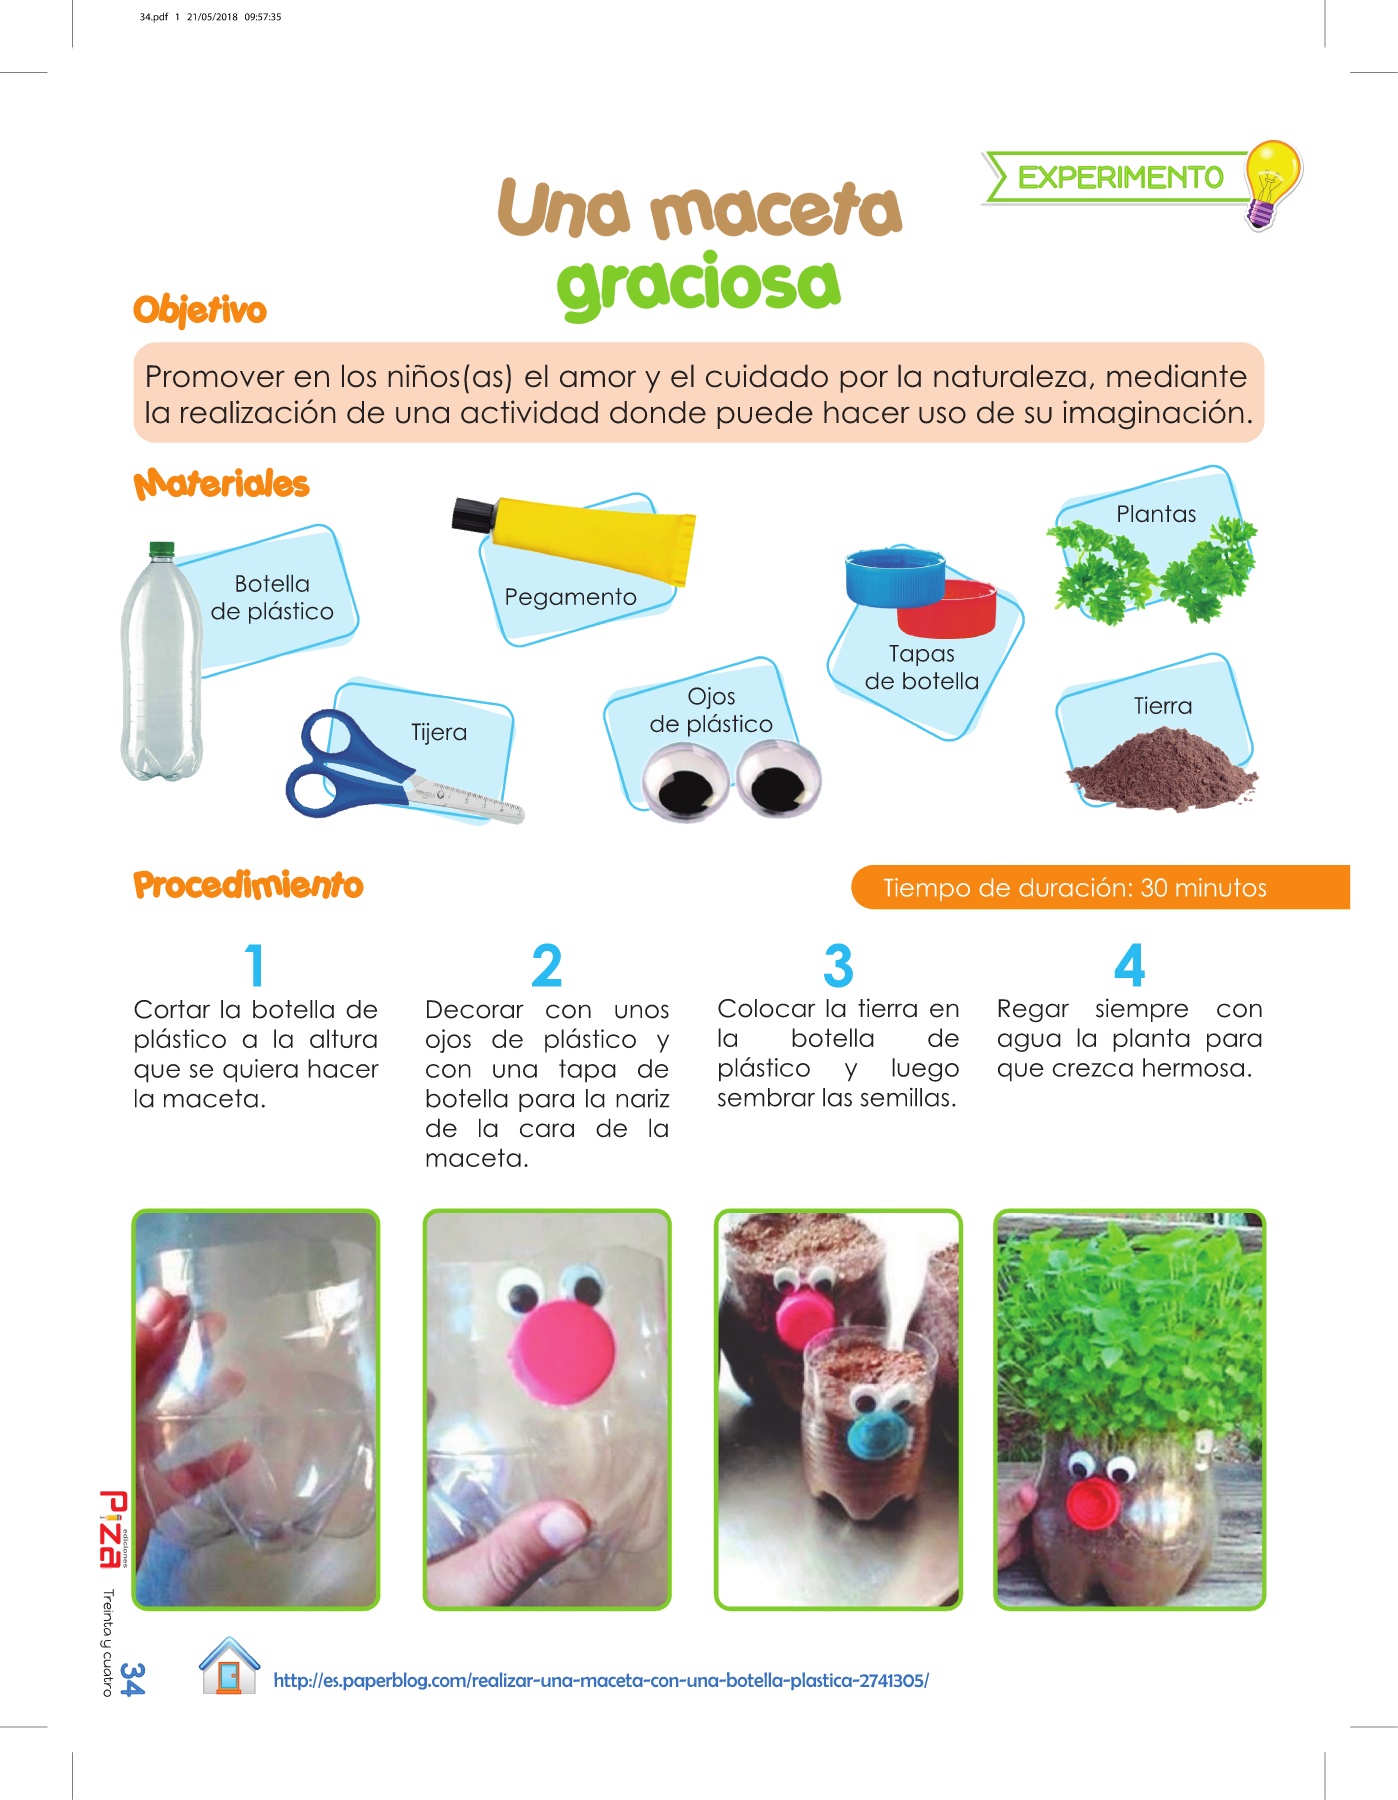 34.pdf 1 21/05/2018 09:57:35
EXPERIMENTO
Una maceta
graciosa
Objetivo
Promover en los niños(as) el amor y el cuidado por la naturaleza, mediante
la realización de una actividad donde puede hacer uso de su imaginación.
Materiales
Botella
de plástico
Pegamento
Tapas
de botella
Plantas
Tijera
Ojos
de plástico
Tierra
Procedimiento
Tiempo de duración: 30 minutos
1
Cortar la botella de
plástico a la altura
que se quiera hacer
la maceta.
2
Decorar con unos
ojos de plástico y
con una tapa de
botella para la nariz
de la cara de la
maceta.
3
Colocar la tierra en
la botella de
plástico y luego
sembrar las semillas.
4
Regar siempre con
agua la planta para
que crezca hermosa.
Piza
ediciones
Treinta y cuatro
34
http://es.paperblog.com/realizar-una-maceta-con-una-botella-plastica-2741305/